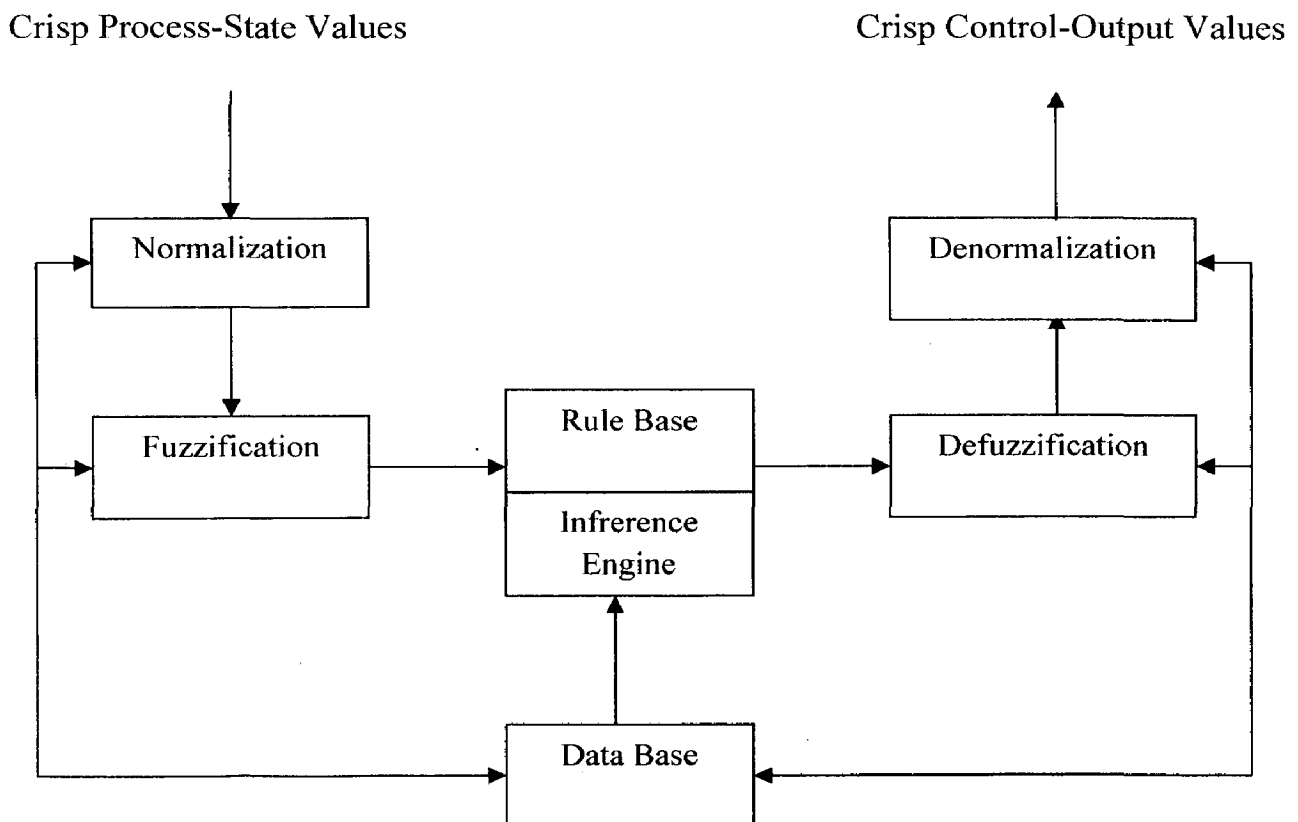 Crisp Process-State Values
Crisp Control-Output Values
Normalization
Denormalization
Fuzzification
Rule Base
Defuzzification
Infrerence
Engine
Data Base